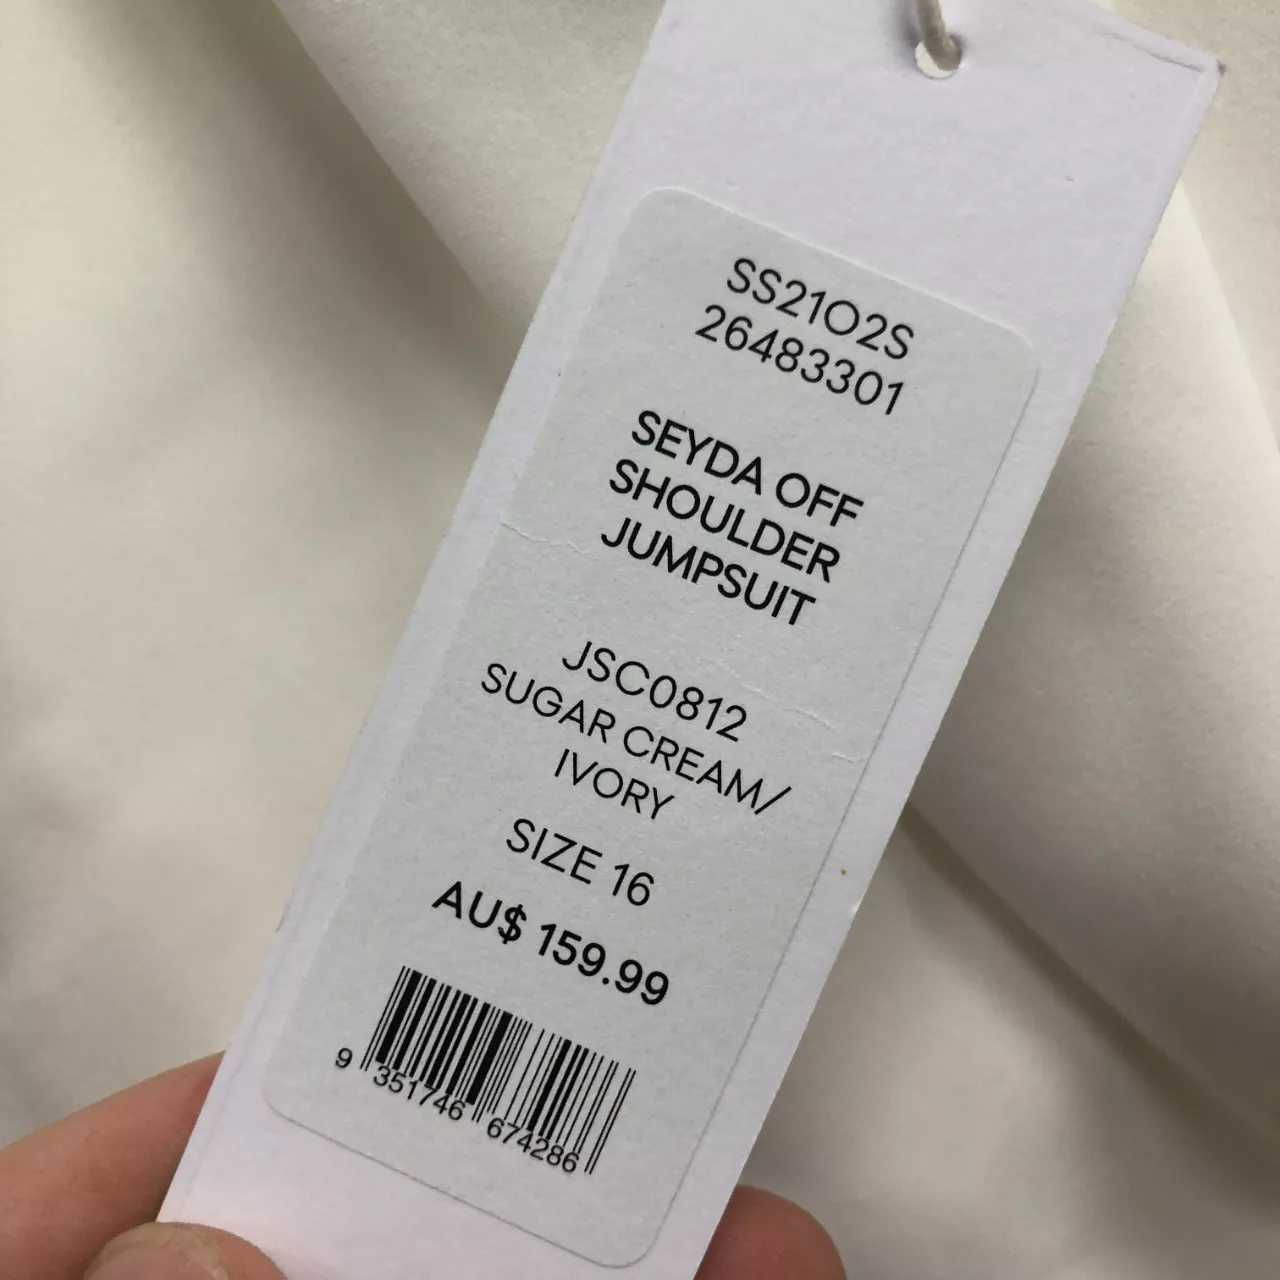 SS21O2S
26483301
SEYDA OFF
SHOULDER
JUMPSUIT
JSC0812
SUGAR CREAM/
IVORY
SIZE 16
AU$ 159.99
9 351746 674286